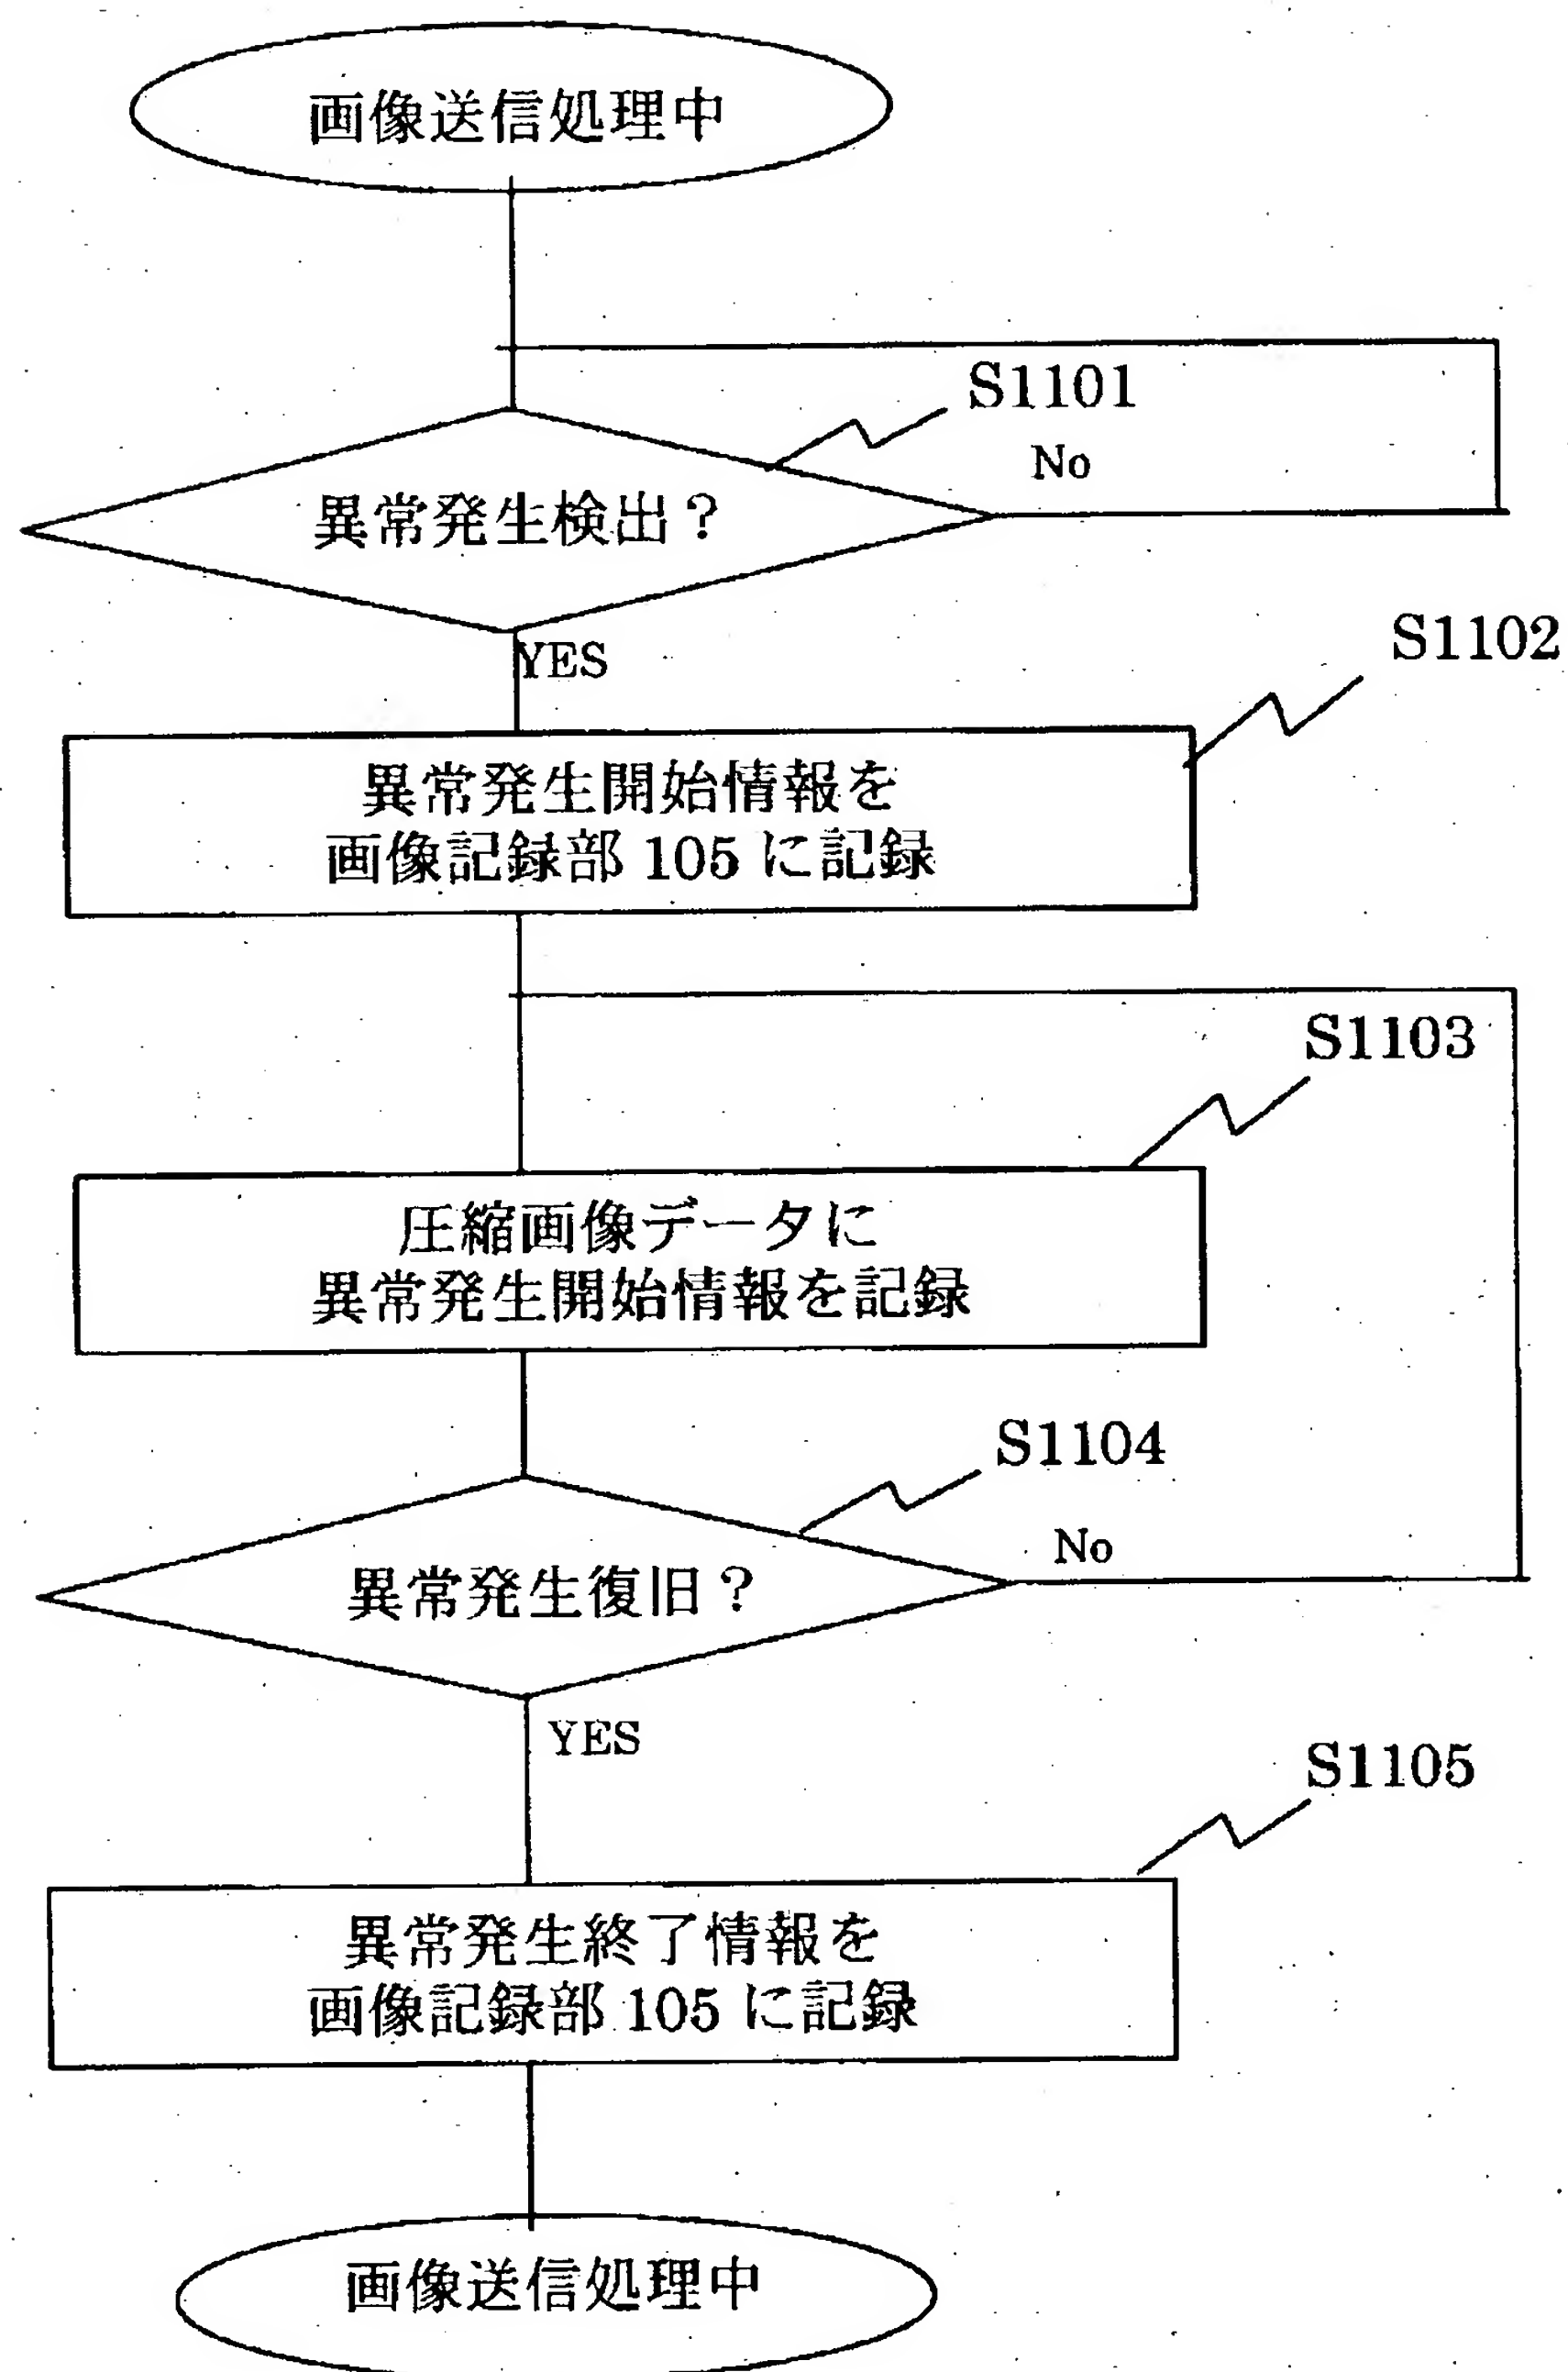 画像送信処理中
S1101
No
異常発生検出？
YES
S1102
異常発生開始情報を
画像記録部 105 に記録
S1103
圧縮画像データに
異常発生開始情報を記録
S1104
No
異常発生復旧？
YES
S1105
異常発生終了情報を
画像記録部 105 に記録
画像送信処理中